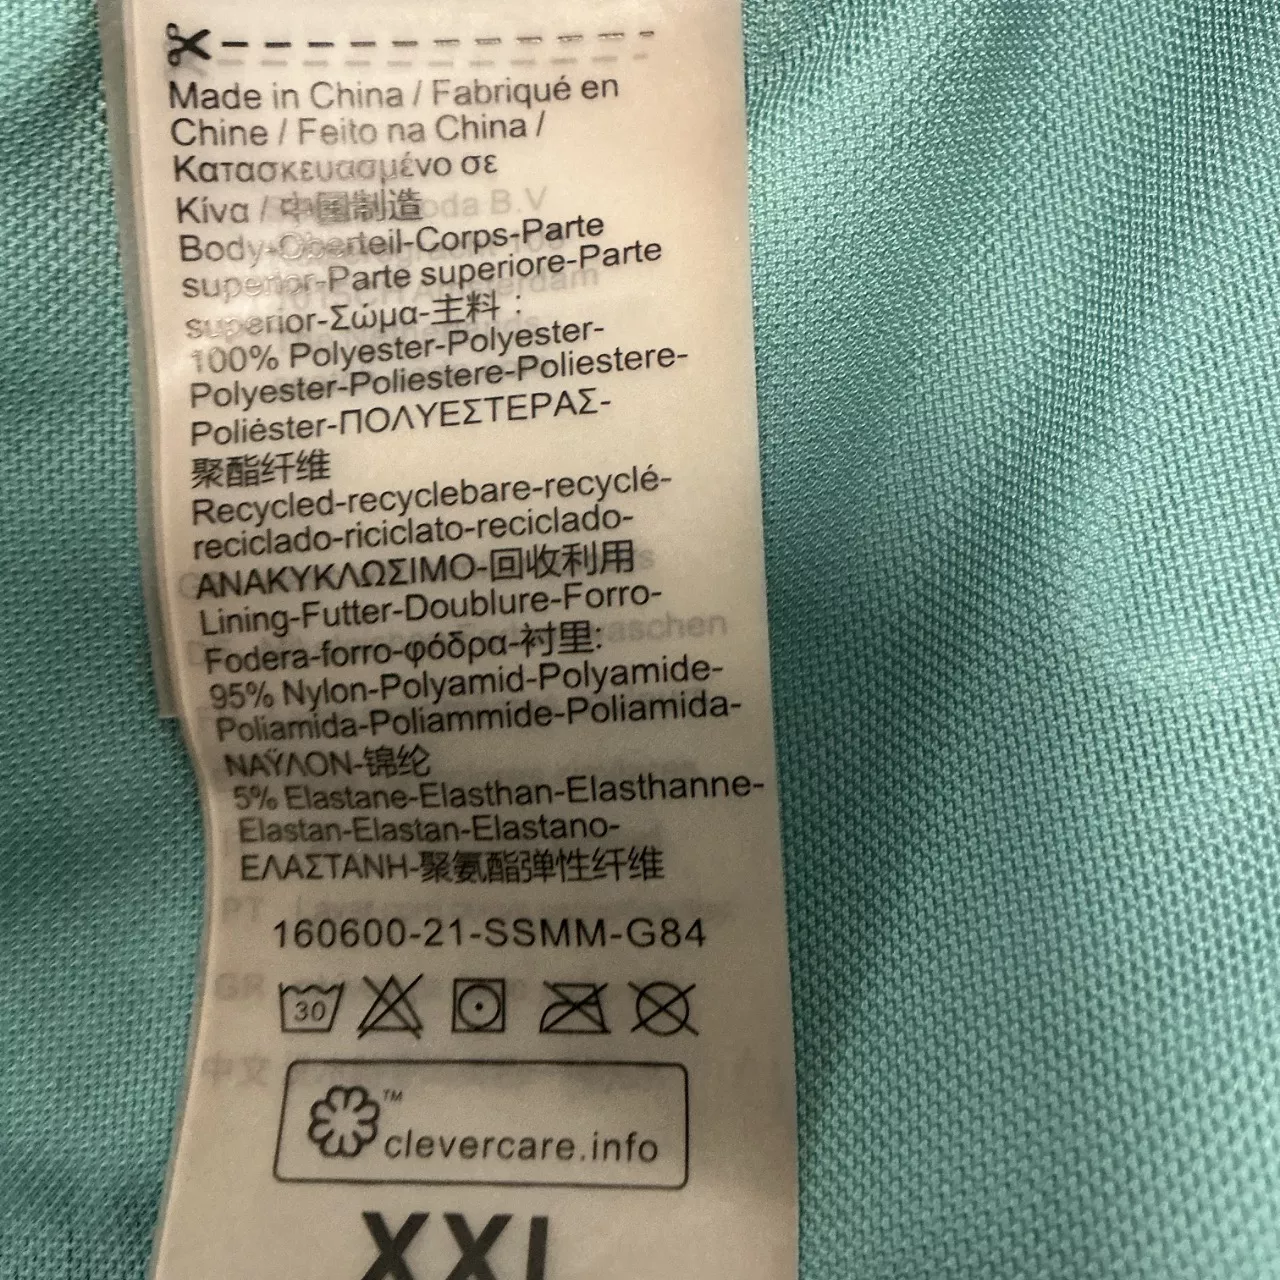 Made in China / Fabriqué en
Chine / Feito na China /
Κατασκευασμένο σε
Κίνα / 中国制造
Body-Oberteil-Corps-Parte
superior-Parte superiore-Parte
superior-Σώμα-主料 :
100% Polyester-Polyester-
Polyester-Poliestere-Poliestere-
Poliéster-ΠΟΛΥΕΣΤΕΡΑΣ-
聚酯纤维
Recycled-recyclebare-recyclé-
reciclado-riciclato-reciclado-
ΑΝΑΚΥΚΛΩΣΙΜΟ-回收利用
Lining-Futter-Doublure-Forro-
Fodera-forro-φόδρα-衬里:
95% Nylon-Polyamid-Polyamide-
Poliamida-Poliammide-Poliamida-
ΝΑΫΛΟΝ-锦纶
5% Elastane-Elasthan-Elasthanne-
Elastan-Elastan-Elastano-
ΕΛΑΣΤΑΝΗ-聚氨酯弹性纤维
160600-21-SSMM-G84
30
™
clevercare.info
XXL